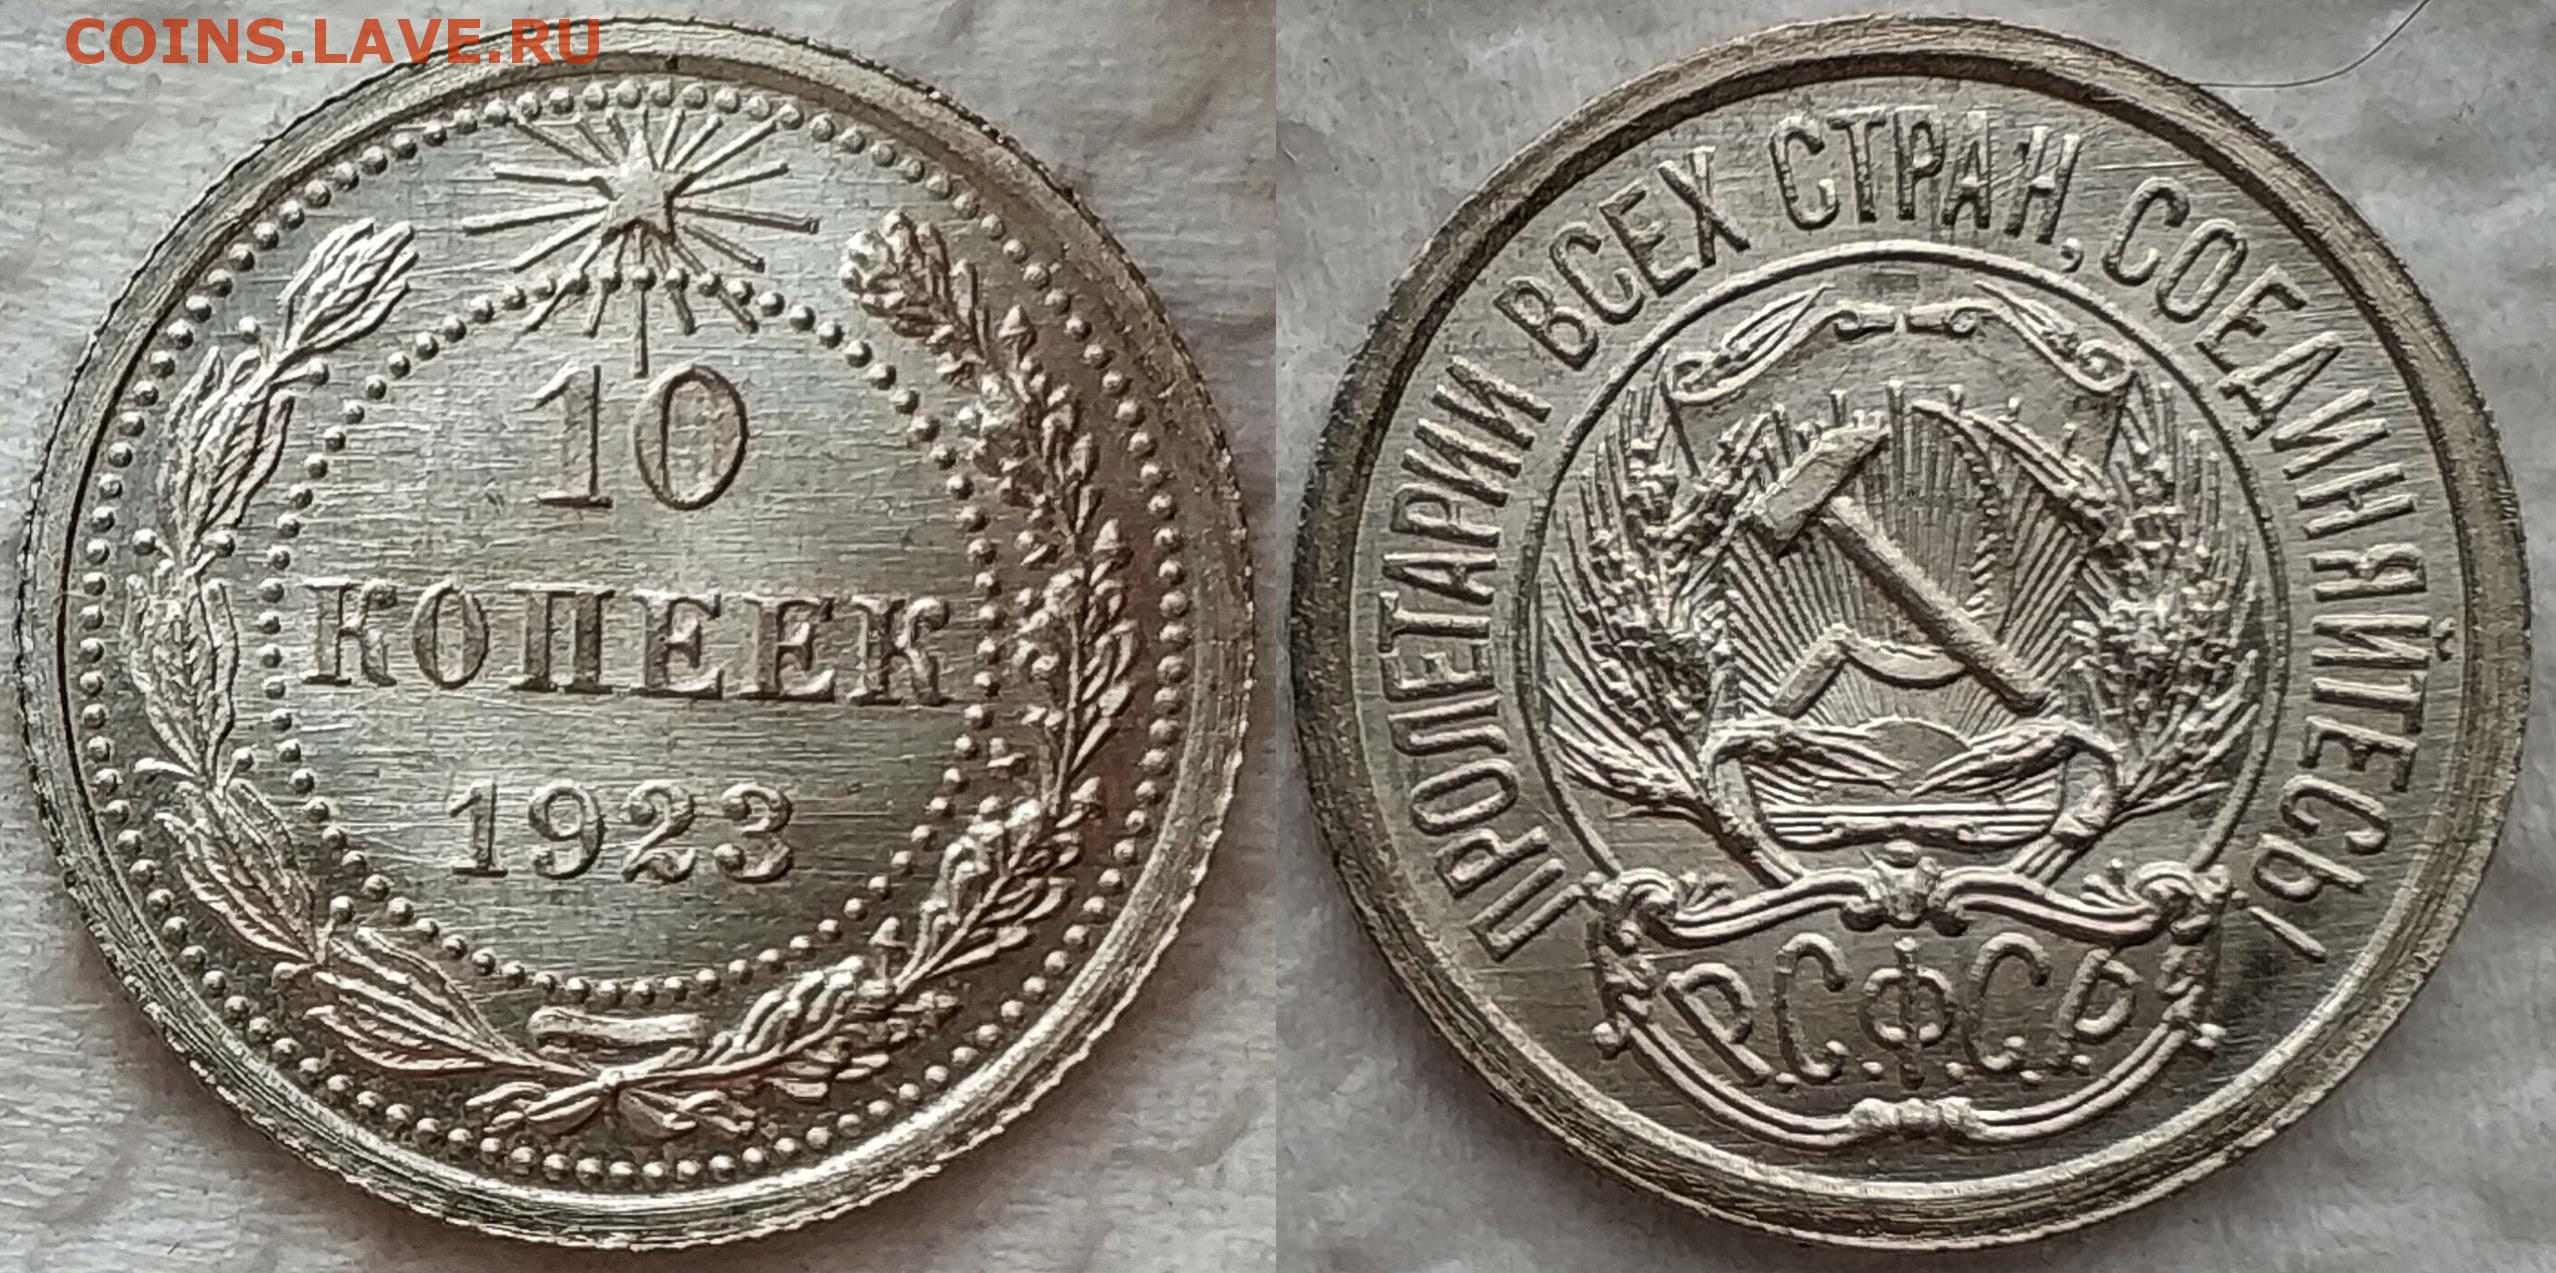 COINS.LAVE.RU
10
КОПЕЕК
1923
ПРОЛЕТАРИИ ВСЕХ СТРАН, СОЕДИНЯЙТЕСЬ!
Р.С.Ф.С.Р.